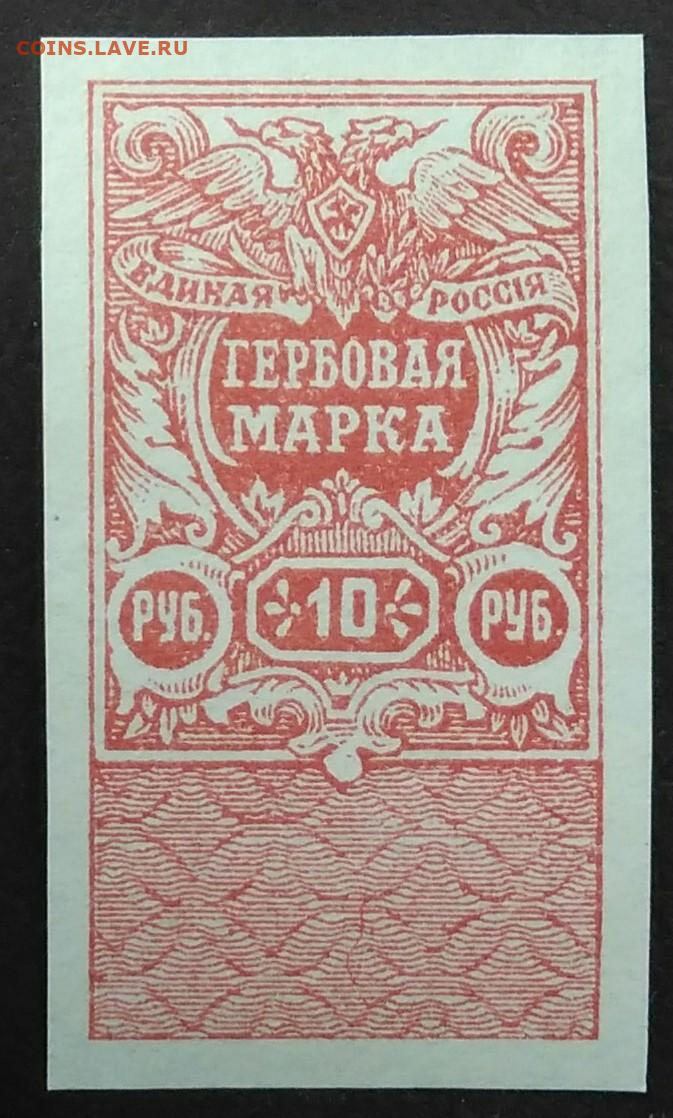 COINS.LAVE.RU
ЕДИНАЯ РОССІЯ
ГЕРБОВАЯ
МАРКА
РУБ. 10 РУБ.